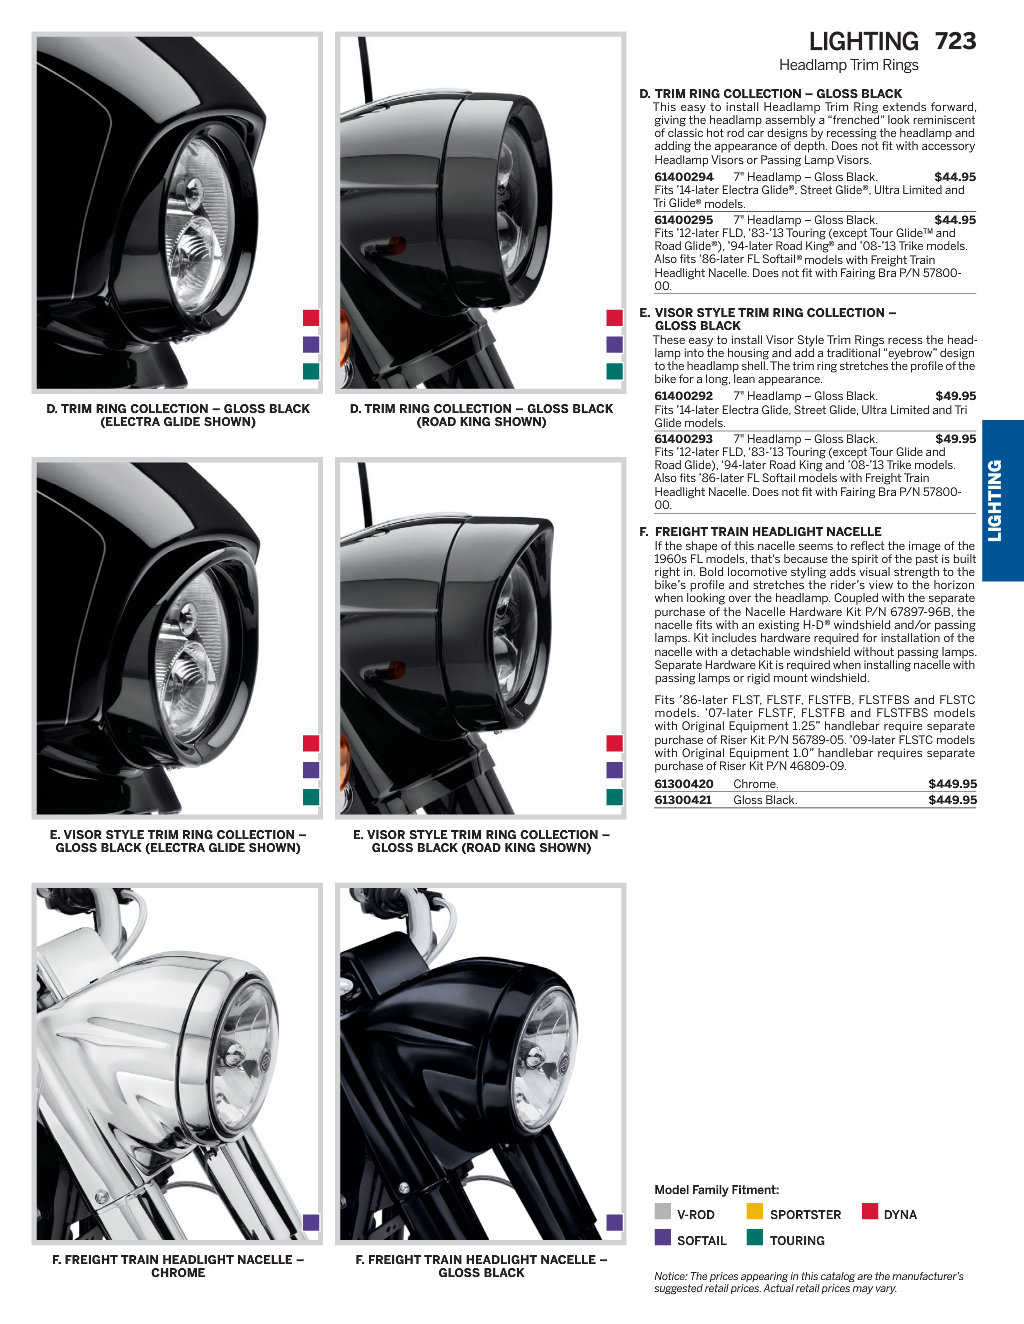 LIGHTING 723
Headlamp Trim Rings
D. TRIM RING COLLECTION – GLOSS BLACK
(ELECTRA GLIDE SHOWN)
D. TRIM RING COLLECTION – GLOSS BLACK
(ROAD KING SHOWN)
E. VISOR STYLE TRIM RING COLLECTION –
GLOSS BLACK (ELECTRA GLIDE SHOWN)
E. VISOR STYLE TRIM RING COLLECTION –
GLOSS BLACK (ROAD KING SHOWN)
F. FREIGHT TRAIN HEADLIGHT NACELLE –
CHROME
F. FREIGHT TRAIN HEADLIGHT NACELLE –
GLOSS BLACK
D. TRIM RING COLLECTION – GLOSS BLACK
This easy to install Headlamp Trim Ring extends forward,
giving the headlamp assembly a “frenched” look reminiscent
of classic hot rod car designs by recessing the headlamp and
adding the appearance of depth. Does not fit with accessory
Headlamp Visors or Passing Lamp Visors.
61400294 7" Headlamp – Gloss Black. $44.95
Fits ’14-later Electra Glide®, Street Glide®, Ultra Limited and
Tri Glide® models.
61400295 7" Headlamp – Gloss Black. $44.95
Fits ’12-later FLD, ’83-’13 Touring (except Tour Glide™ and
Road Glide®), ’94-later Road King® and ’08-’13 Trike models.
Also fits ’86-later FL Softail® models with Freight Train
Headlight Nacelle. Does not fit with Fairing Bra P/N 57800-
00.
E. VISOR STYLE TRIM RING COLLECTION –
GLOSS BLACK
These easy to install Visor Style Trim Rings recess the head-
lamp into the housing and add a traditional “eyebrow” design
to the headlamp shell. The trim ring stretches the profile of the
bike for a long, lean appearance.
61400292 7" Headlamp – Gloss Black. $49.95
Fits ’14-later Electra Glide, Street Glide, Ultra Limited and Tri
Glide models.
61400293 7" Headlamp – Gloss Black. $49.95
Fits ’12-later FLD, ’83-’13 Touring (except Tour Glide and
Road Glide), ’94-later Road King and ’08-’13 Trike models.
Also fits ’86-later FL Softail models with Freight Train
Headlight Nacelle. Does not fit with Fairing Bra P/N 57800-
00.
F. FREIGHT TRAIN HEADLIGHT NACELLE
If the shape of this nacelle seems to reflect the image of the
1960s FL models, that’s because the spirit of the past is built
right in. Bold locomotive styling adds visual strength to the
bike’s profile and stretches the rider’s view to the horizon
when looking over the headlamp. Coupled with the separate
purchase of the Nacelle Hardware Kit P/N 67897-96B, the
nacelle fits with an existing H-D® windshield and/or passing
lamps. Kit includes hardware required for installation of the
nacelle with a detachable windshield without passing lamps.
Separate Hardware Kit is required when installing nacelle with
passing lamps or rigid mount windshield.
Fits ’86-later FLST, FLSTF, FLSTFB, FLSTFBS and FLSTC
models. ’07-later FLSTF, FLSTFB and FLSTFBS models
with Original Equipment 1.25” handlebar require separate
purchase of Riser Kit P/N 56789-05. ’09-later FLSTC models
with Original Equipment 1.0” handlebar requires separate
purchase of Riser Kit P/N 46809-09.
61300420 Chrome. $449.95
61300421 Gloss Black. $449.95
LIGHTING
Model Family Fitment:
V-ROD SPORTSTER DYNA
SOFTAIL TOURING
Notice: The prices appearing in this catalog are the manufacturer’s
suggested retail prices. Actual retail prices may vary.